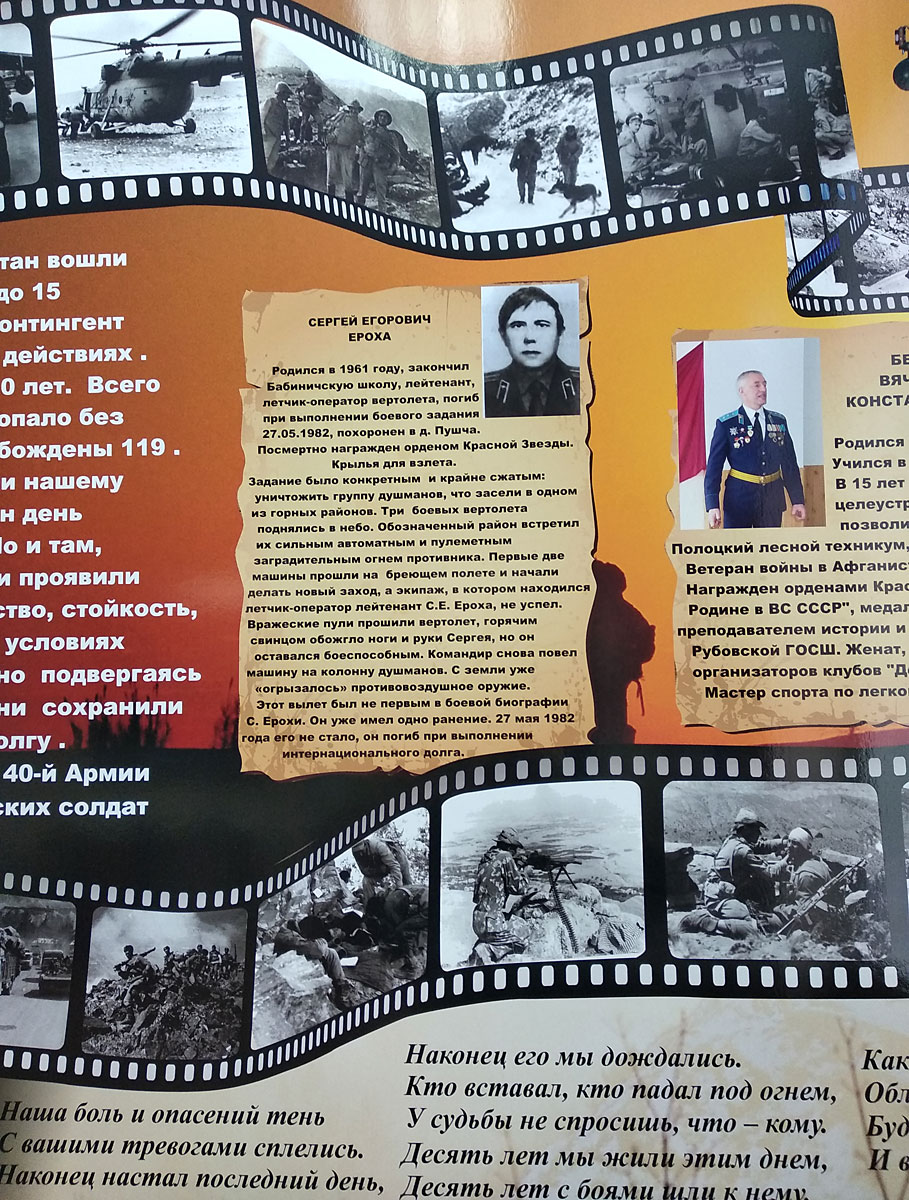 тан вошли
до 15
онтингент
действиях .
0 лет. Всего
опало без
бождены 119 .
и нашему
н день
о и там,
и проявили
ство, стойкость,
условиях
но подвергаясь
ни сохранили
олгу .
40-й Армии
ских солдат
СЕРГЕЙ ЕГОРОВИЧ
ЕРОХА
Родился в 1961 году, закончил
Бабиничскую школу, лейтенант,
летчик-оператор вертолета, погиб
при выполнении боевого задания
27.05.1982, похоронен в д. Пушча.
Посмертно награжден орденом Красной Звезды.
Крылья для взлета.
Задание было конкретным и крайне сжатым:
уничтожить группу душманов, что засели в одном
из горных районов. Три боевых вертолета
поднялись в небо. Обозначенный район встретил
их сильным автоматным и пулеметным
заградительным огнем противника. Первые две
машины прошли на бреющем полете и начали
делать новый заход, а экипаж, в котором находился
летчик-оператор лейтенант С.Е. Ероха, не успел.
Вражеские пули прошили вертолет, горячим
свинцом обожгло ноги и руки Сергея, но он
оставался боеспособным. Командир снова повел
машину на колонну душманов. С земли уже
«огрызалось» противовоздушное оружие.
Этот вылет был не первым в боевой биографии
С. Ерохи. Он уже имел одно ранение. 27 мая 1982
года его не стало, он погиб при выполнении
интернационального долга.
БЕ
ВЯЧ
КОНСТА
Родился
Учился в
В 15 лет
целеустр
позволи
Полоцкий лесной техникум,
Ветеран войны в Афганист
Награжден орденами Крас
Родине в ВС СССР", медал
преподавателем истории и
Рубовской ГОСШ. Женат,
организаторов клубов "Де
Мастер спорта по легко
Наша боль и опасений тень
С вашими тревогами сплелись.
Наконец настал последний день,
Наконец его мы дождались.
Кто вставал, кто падал под огнем,
У судьбы не спросишь, что – кому.
Десять лет мы жили этим днем,
Десять лет с боями шли к нему.
Как
Обл
Буд
И в